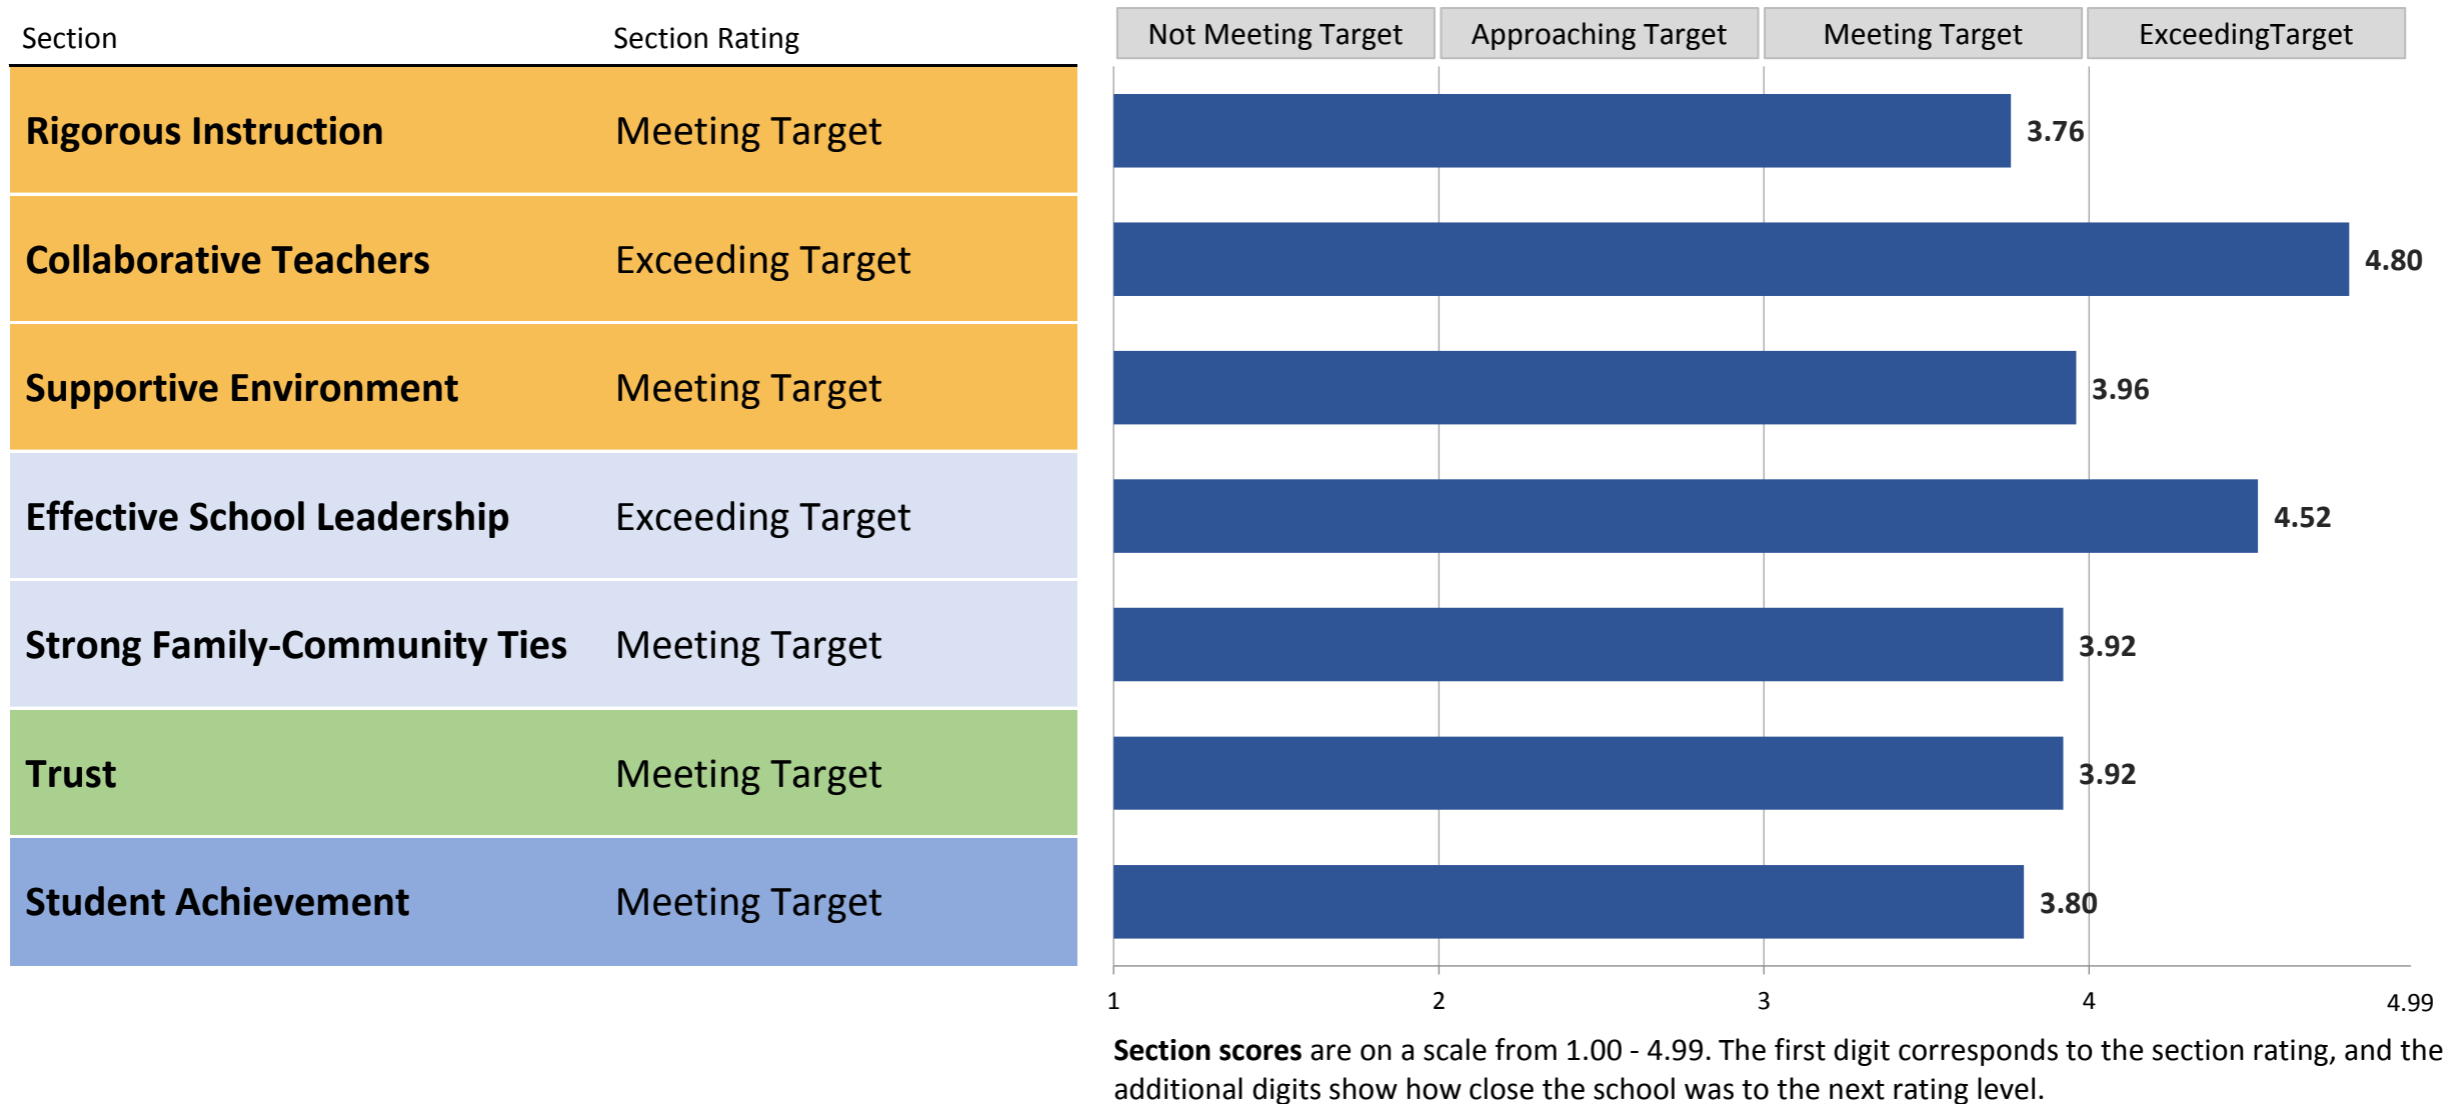 Section Section Rating Not Meeting Target Approaching Target Meeting Target ExceedingTarget
Rigorous Instruction Meeting Target 3.76
Collaborative Teachers Exceeding Target 4.80
Supportive Environment Meeting Target 3.96
Effective School Leadership Exceeding Target 4.52
Strong Family-Community Ties Meeting Target 3.92
Trust Meeting Target 3.92
Student Achievement Meeting Target 3.80
1 2 3 4 4.99
Section scores are on a scale from 1.00 - 4.99. The first digit corresponds to the section rating, and the
additional digits show how close the school was to the next rating level.